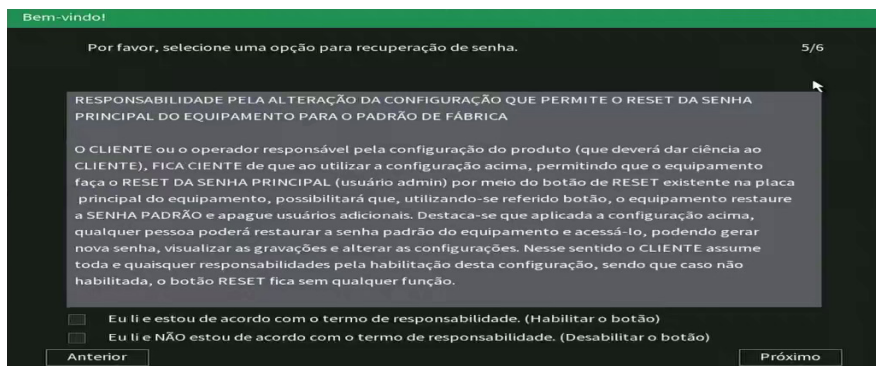 Bem-vindo!
Por favor, selecione uma opção para recuperação de senha.
5/6
RESPONSABILIDADE PELA ALTERAÇÃO DA CONFIGURAÇÃO QUE PERMITE O RESET DA SENHA
PRINCIPAL DO EQUIPAMENTO PARA O PADRÃO DE FÁBRICA
O CLIENTE ou o operador responsável pela configuração do produto (que deverá dar ciência ao
CLIENTE), FICA CIENTE de que ao utilizar a configuração acima, permitindo que o equipamento
faça o RESET DA SENHA PRINCIPAL (usuário admin) por meio do botão de RESET existente na placa
principal do equipamento, possibilitará que, utilizando-se referido botão, o equipamento restaure
a SENHA PADRÃO e apague usuários adicionais. Destaca-se que aplicada a configuração acima,
qualquer pessoa poderá restaurar a senha padrão do equipamento e acessá-lo, podendo gerar
nova senha, visualizar as gravações e alterar as configurações. Nesse sentido o CLIENTE assume
toda e quaisquer responsabilidades pela habilitação desta configuração, sendo que caso não
habilitada, o botão RESET fica sem qualquer função.
Eu li e estou de acordo com o termo de responsabilidade. (Habilitar o botão)
Eu li e NÃO estou de acordo com o termo de responsabilidade. (Desabilitar o botão)
Anterior
Próximo